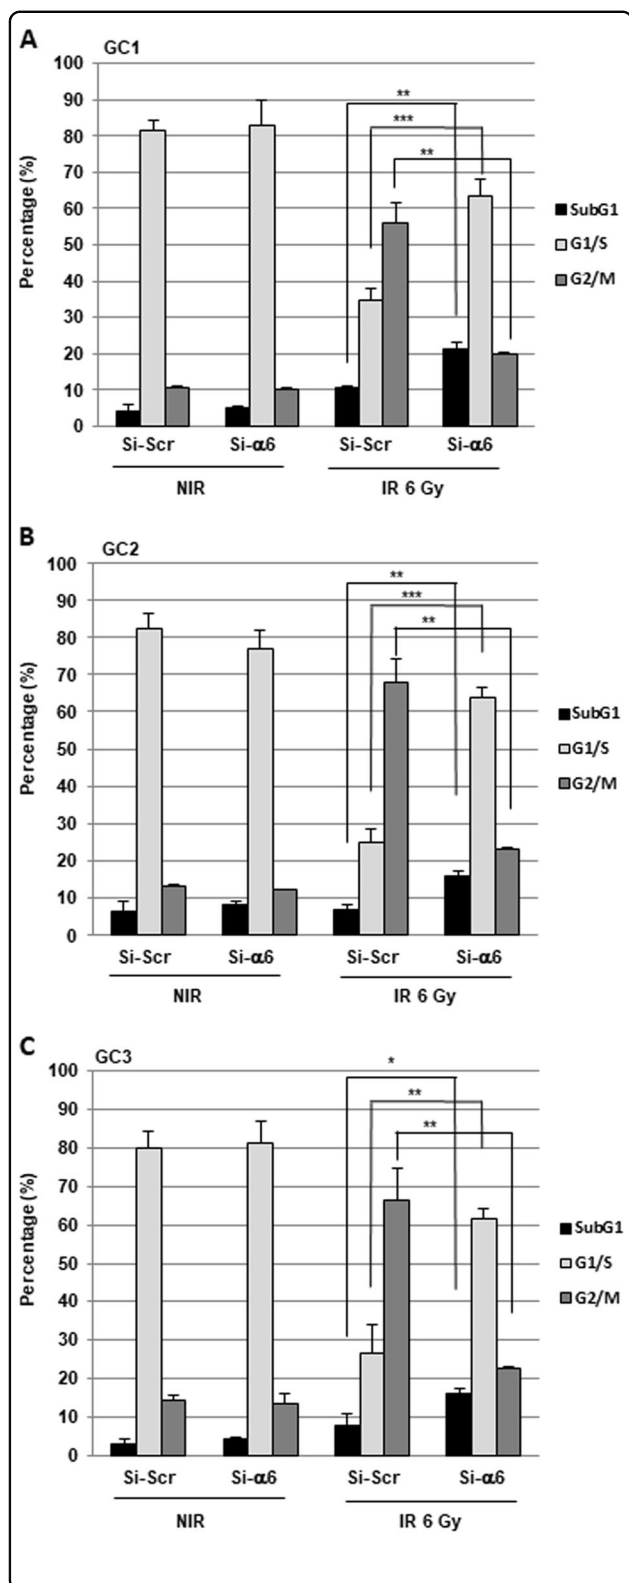 A
GC1
Percentage (%)
100
90
80
70
60
50
40
30
20
10
0
**
***
**
SubG1
G1/S
G2/M
Si-Scr Si-α6 Si-Scr Si-α6
NIR IR 6 Gy
B
GC2
Percentage (%)
100
90
80
70
60
50
40
30
20
10
0
**
***
**
SubG1
G1/S
G2/M
Si-Scr Si-α6 Si-Scr Si-α6
NIR IR 6 Gy
C
GC3
Percentage (%)
100
90
80
70
60
50
40
30
20
10
0
*
**
**
SubG1
G1/S
G2/M
Si-Scr Si-α6 Si-Scr Si-α6
NIR IR 6 Gy